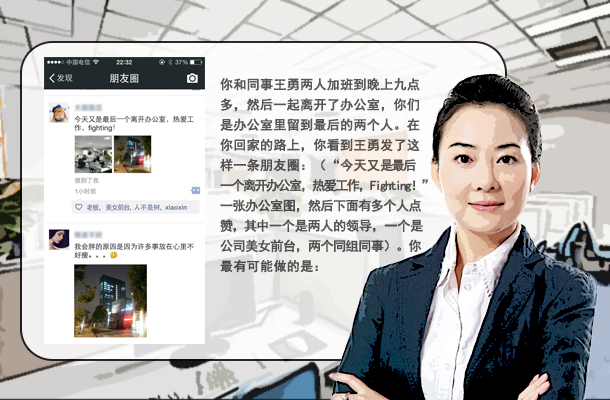 中国电信 22:32 37%
发现 朋友圈
今天又是最后一个离开办公室，热爱工
作，fighting！
提到了我
1小时前
老板，美女前台, 人不是树，xiaoxin
我会胖的原因是因为许多事放在心里不
好瘦。。。
你和同事王勇两人加班到晚上九点
多，然后一起离开了办公室，你们
是办公室里留到最后的两个人。在
你回家的路上，你看到王勇发了这
样一条朋友圈：（“今天又是最后
一个离开办公室，热爱工作，Fighting！”
一张办公室图，然后下面有多个人点
赞，其中一个是两人的领导，一个是
公司美女前台，两个同组同事）。你
最有可能做的是：